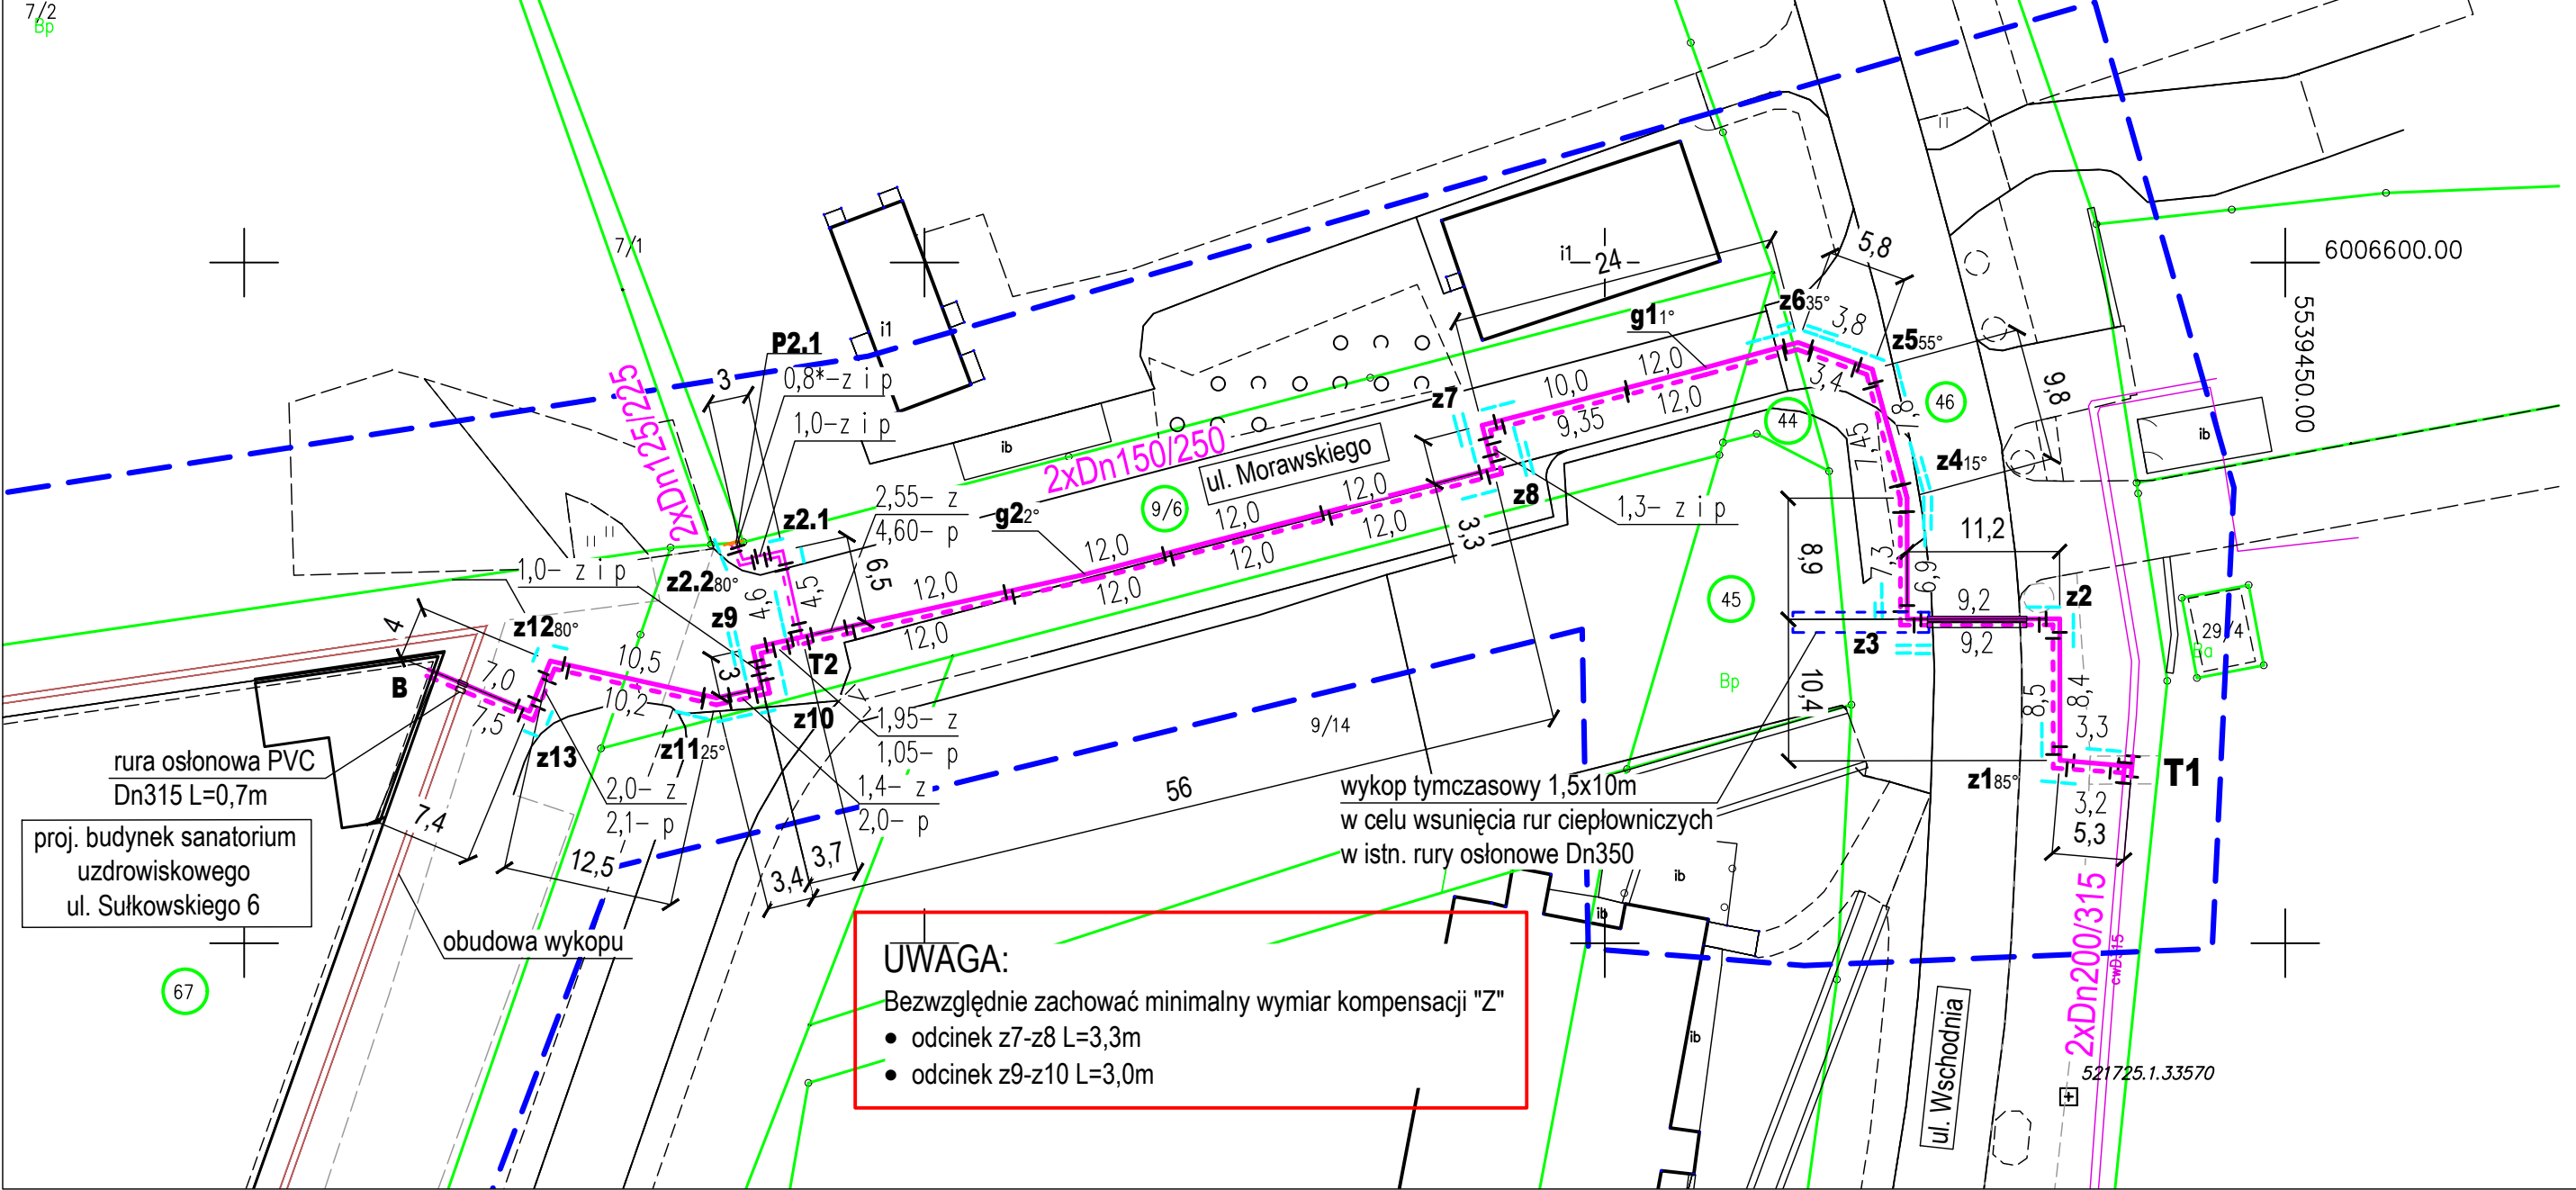 7/2
Bp
7/1
2xDn125/225
i1
P2.1
3
0,8*-z i p
1,0-z i p
ib
2xDn150/250
ul. Morawskiego
9/6
i1
24
z6 35°
g1 1°
5,8
3,8
z5 55°
6006600.00
5539450.00
z7
10,0
12,0
9,35
12,0
3,4
44
46
9,8
ib
7,45
z4 15°
z8
3,3
1,3- z i p
2,55- z
4,60- p
g2 2°
12,0
12,0
12,0
12,0
12,0
12,0
12,0
12,0
z2.1
z2.2 80°
4,6
4,5
6,5
1,0- z i p
z9
T2
3
z10
z12 80°
4
B
7,0
7,5
10,5
10,2
z13
z11 25°
8,9
7,3
6,9
11,2
9,2
9,2
z2
z3
45
Bp
10,4
8,5
8,4
3,3
z1 85°
T1
3,2
5,3
29/4
Ba
rura osłonowa PVC
Dn315 L=0,7m
proj. budynek sanatorium
uzdrowiskowego
ul. Sułkowskiego 6
7,4
2,0- z
2,1- p
12,5
1,95- z
1,05- p
1,4- z
2,0- p
3,4
3,7
56
9/14
wykop tymczasowy 1,5x10m
w celu wsunięcia rur ciepłowniczych
w istn. rury osłonowe Dn350
ib
ib
ib
obudowa wykopu
67
UWAGA:
Bezwzględnie zachować minimalny wymiar kompensacji "Z"
• odcinek z7-z8 L=3,3m
• odcinek z9-z10 L=3,0m
ul. Wschodnia
2xDn200/315
521725.1.33570